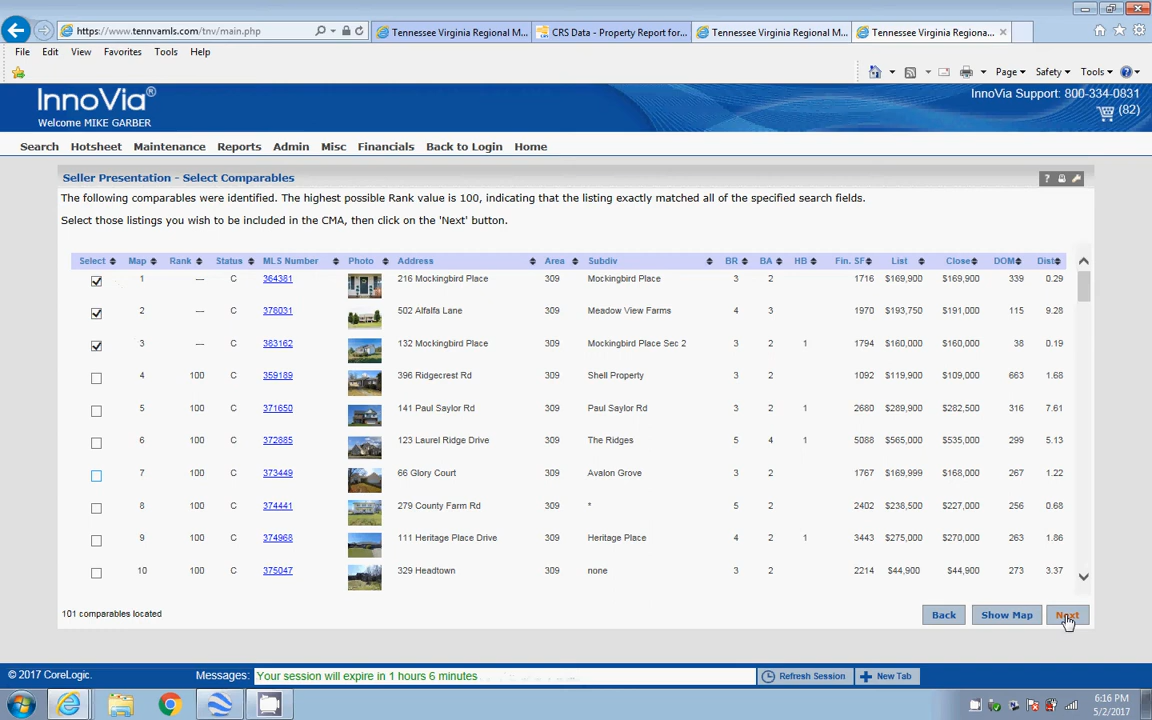 https://www.tennvamls.com/tnv/main.php
Tennessee Virginia Regional M...
CRS Data - Property Report for...
Tennessee Virginia Regional M...
Tennessee Virginia Regiona...
File Edit View Favorites Tools Help
Page Safety Tools
InnoVia®
Welcome MIKE GARBER
InnoVia Support: 800-334-0831
(82)
Search Hotsheet Maintenance Reports Admin Misc Financials Back to Login Home
Seller Presentation - Select Comparables
The following comparables were identified. The highest possible Rank value is 100, indicating that the listing exactly matched all of the specified search fields.
Select those listings you wish to be included in the CMA, then click on the 'Next' button.
Select Map Rank Status MLS Number Photo Address Area Subdiv BR BA HB Fin. SF List Close DOM Dist
1 --- C 364381 216 Mockingbird Place 309 Mockingbird Place 3 2 1716 $169,900 $169,900 339 0.29
2 --- C 378031 502 Alfalfa Lane 309 Meadow View Farms 4 3 1970 $193,750 $191,000 115 9.28
3 --- C 383162 132 Mockingbird Place 309 Mockingbird Place Sec 2 3 2 1 1794 $160,000 $160,000 38 0.19
4 100 C 359189 396 Ridgecrest Rd 309 Shell Property 3 2 1092 $119,900 $109,000 663 1.68
5 100 C 371650 141 Paul Saylor Rd 309 Paul Saylor Rd 3 2 1 2680 $289,900 $282,500 316 7.61
6 100 C 372885 123 Laurel Ridge Drive 309 The Ridges 5 4 1 5088 $565,000 $535,000 299 5.13
7 100 C 373449 66 Glory Court 309 Avalon Grove 3 2 1767 $169,999 $168,000 267 1.22
8 100 C 374441 279 County Farm Rd 309 * 5 2 2402 $238,500 $227,000 256 0.68
9 100 C 374968 111 Heritage Place Drive 309 Heritage Place 4 2 1 3443 $275,000 $270,000 263 1.86
10 100 C 375047 329 Headtown 309 none 3 2 2214 $44,900 $44,900 273 3.37
101 comparables located
Back Show Map Next
© 2017 CoreLogic.
Messages: Your session will expire in 1 hours 6 minutes
Refresh Session
New Tab
6:16 PM
5/2/2017